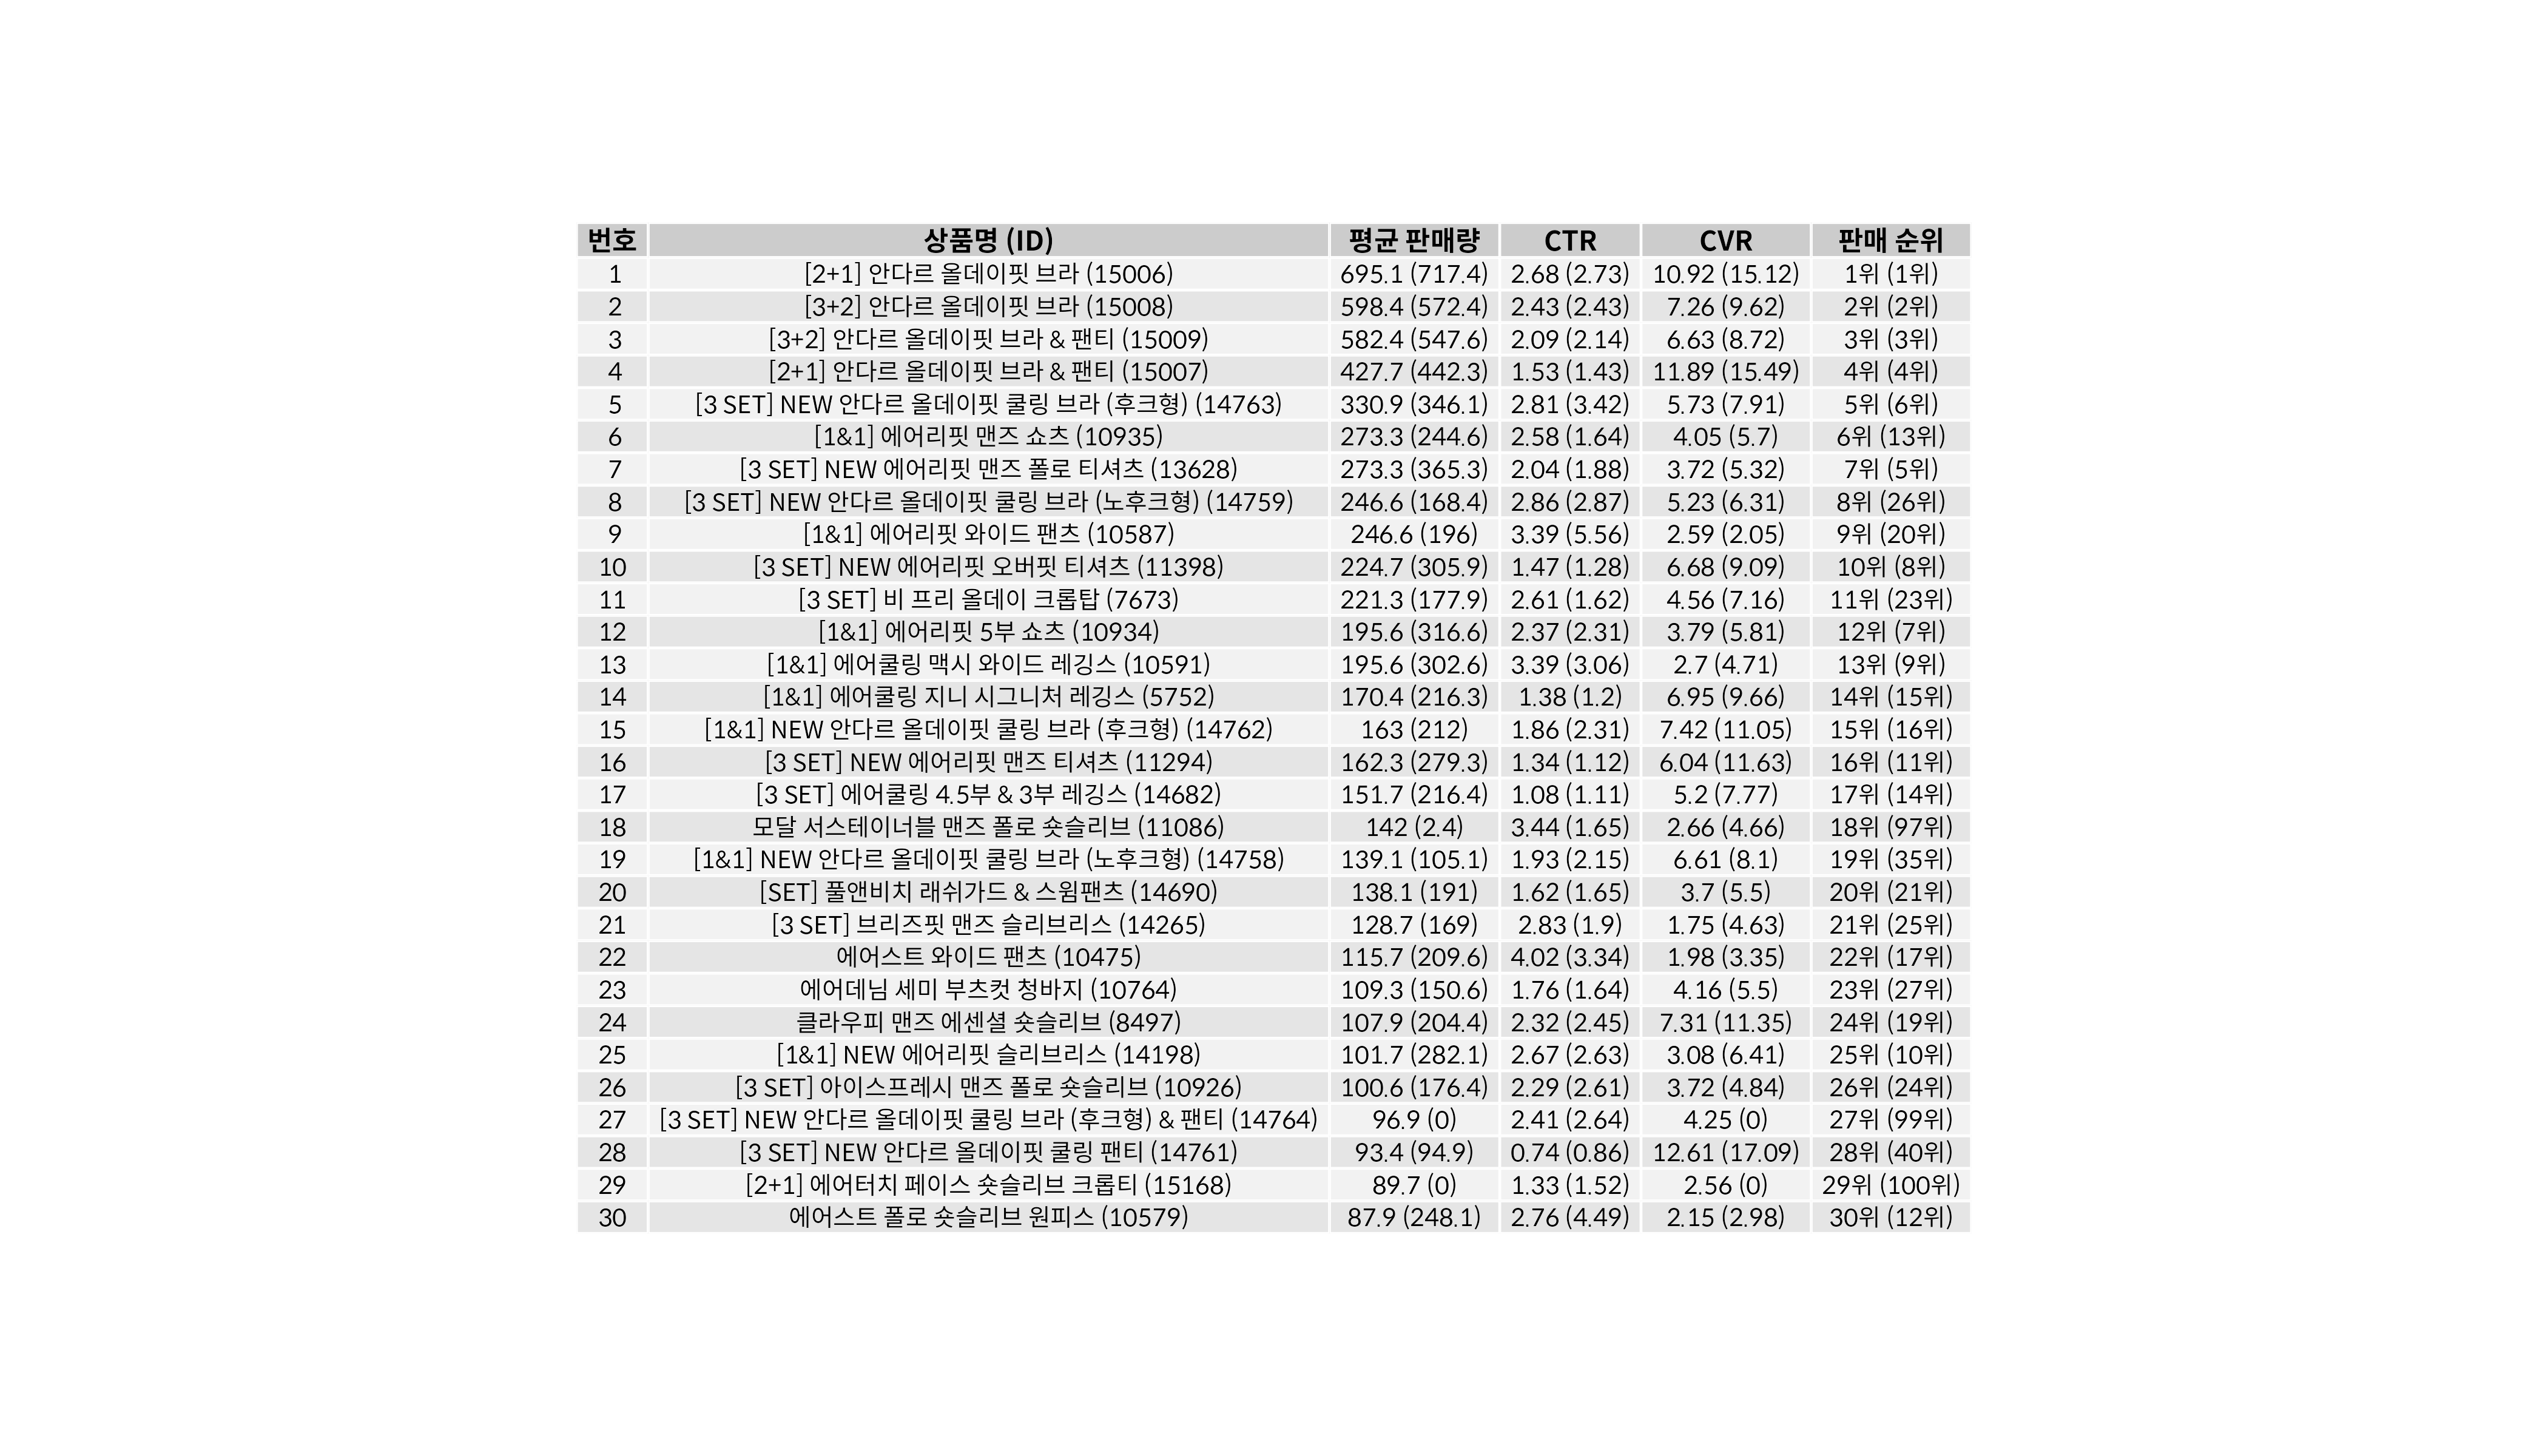 번호 상품명 (ID) 평균 판매량 CTR CVR 판매 순위
1 [2+1] 안다르 올데이핏 브라 (15006) 695.1 (717.4) 2.68 (2.73) 10.92 (15.12) 1위 (1위)
2 [3+2] 안다르 올데이핏 브라 (15008) 598.4 (572.4) 2.43 (2.43) 7.26 (9.62) 2위 (2위)
3 [3+2] 안다르 올데이핏 브라 & 팬티 (15009) 582.4 (547.6) 2.09 (2.14) 6.63 (8.72) 3위 (3위)
4 [2+1] 안다르 올데이핏 브라 & 팬티 (15007) 427.7 (442.3) 1.53 (1.43) 11.89 (15.49) 4위 (4위)
5 [3 SET] NEW 안다르 올데이핏 쿨링 브라 (후크형) (14763) 330.9 (346.1) 2.81 (3.42) 5.73 (7.91) 5위 (6위)
6 [1&1] 에어리핏 맨즈 쇼츠 (10935) 273.3 (244.6) 2.58 (1.64) 4.05 (5.7) 6위 (13위)
7 [3 SET] NEW 에어리핏 맨즈 폴로 티셔츠 (13628) 273.3 (365.3) 2.04 (1.88) 3.72 (5.32) 7위 (5위)
8 [3 SET] NEW 안다르 올데이핏 쿨링 브라 (노후크형) (14759) 246.6 (168.4) 2.86 (2.87) 5.23 (6.31) 8위 (26위)
9 [1&1] 에어리핏 와이드 팬츠 (10587) 246.6 (196) 3.39 (5.56) 2.59 (2.05) 9위 (20위)
10 [3 SET] NEW 에어리핏 오버핏 티셔츠 (11398) 224.7 (305.9) 1.47 (1.28) 6.68 (9.09) 10위 (8위)
11 [3 SET] 비 프리 올데이 크롭탑 (7673) 221.3 (177.9) 2.61 (1.62) 4.56 (7.16) 11위 (23위)
12 [1&1] 에어리핏 5부 쇼츠 (10934) 195.6 (316.6) 2.37 (2.31) 3.79 (5.81) 12위 (7위)
13 [1&1] 에어쿨링 맥시 와이드 레깅스 (10591) 195.6 (302.6) 3.39 (3.06) 2.7 (4.71) 13위 (9위)
14 [1&1] 에어쿨링 지니 시그니처 레깅스 (5752) 170.4 (216.3) 1.38 (1.2) 6.95 (9.66) 14위 (15위)
15 [1&1] NEW 안다르 올데이핏 쿨링 브라 (후크형) (14762) 163 (212) 1.86 (2.31) 7.42 (11.05) 15위 (16위)
16 [3 SET] NEW 에어리핏 맨즈 티셔츠 (11294) 162.3 (279.3) 1.34 (1.12) 6.04 (11.63) 16위 (11위)
17 [3 SET] 에어쿨링 4.5부 & 3부 레깅스 (14682) 151.7 (216.4) 1.08 (1.11) 5.2 (7.77) 17위 (14위)
18 모달 서스테이너블 맨즈 폴로 숏슬리브 (11086) 142 (2.4) 3.44 (1.65) 2.66 (4.66) 18위 (97위)
19 [1&1] NEW 안다르 올데이핏 쿨링 브라 (노후크형) (14758) 139.1 (105.1) 1.93 (2.15) 6.61 (8.1) 19위 (35위)
20 [SET] 풀앤비치 래쉬가드 & 스윔팬츠 (14690) 138.1 (191) 1.62 (1.65) 3.7 (5.5) 20위 (21위)
21 [3 SET] 브리즈핏 맨즈 슬리브리스 (14265) 128.7 (169) 2.83 (1.9) 1.75 (4.63) 21위 (25위)
22 에어스트 와이드 팬츠 (10475) 115.7 (209.6) 4.02 (3.34) 1.98 (3.35) 22위 (17위)
23 에어데님 세미 부츠컷 청바지 (10764) 109.3 (150.6) 1.76 (1.64) 4.16 (5.5) 23위 (27위)
24 클라우피 맨즈 에센셜 숏슬리브 (8497) 107.9 (204.4) 2.32 (2.45) 7.31 (11.35) 24위 (19위)
25 [1&1] NEW 에어리핏 슬리브리스 (14198) 101.7 (282.1) 2.67 (2.63) 3.08 (6.41) 25위 (10위)
26 [3 SET] 아이스프레시 맨즈 폴로 숏슬리브 (10926) 100.6 (176.4) 2.29 (2.61) 3.72 (4.84) 26위 (24위)
27 [3 SET] NEW 안다르 올데이핏 쿨링 브라 (후크형) & 팬티 (14764) 96.9 (0) 2.41 (2.64) 4.25 (0) 27위 (99위)
28 [3 SET] NEW 안다르 올데이핏 쿨링 팬티 (14761) 93.4 (94.9) 0.74 (0.86) 12.61 (17.09) 28위 (40위)
29 [2+1] 에어터치 페이스 숏슬리브 크롭티 (15168) 89.7 (0) 1.33 (1.52) 2.56 (0) 29위 (100위)
30 에어스트 폴로 숏슬리브 원피스 (10579) 87.9 (248.1) 2.76 (4.49) 2.15 (2.98) 30위 (12위)